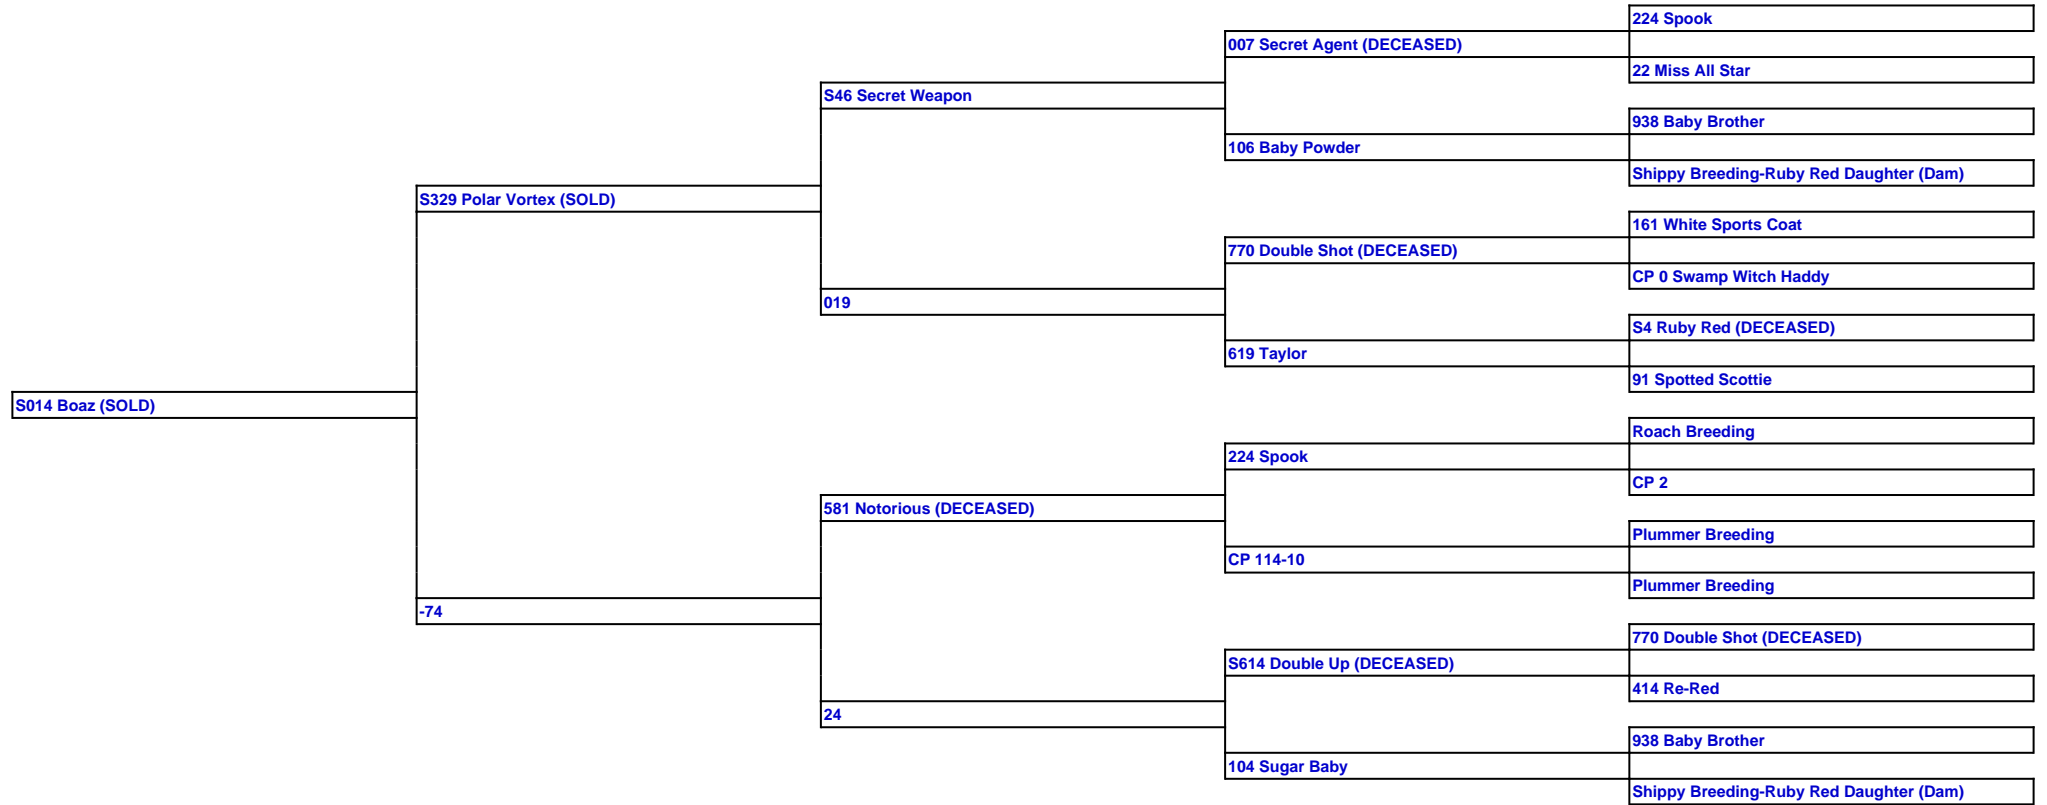 224 Spook
007 Secret Agent (DECEASED)
22 Miss All Star
S46 Secret Weapon
938 Baby Brother
106 Baby Powder
Shippy Breeding-Ruby Red Daughter (Dam)
S329 Polar Vortex (SOLD)
161 White Sports Coat
770 Double Shot (DECEASED)
CP 0 Swamp Witch Haddy
019
S4 Ruby Red (DECEASED)
619 Taylor
91 Spotted Scottie
S014 Boaz (SOLD)
Roach Breeding
224 Spook
CP 2
581 Notorious (DECEASED)
Plummer Breeding
CP 114-10
Plummer Breeding
-74
770 Double Shot (DECEASED)
S614 Double Up (DECEASED)
414 Re-Red
24
938 Baby Brother
104 Sugar Baby
Shippy Breeding-Ruby Red Daughter (Dam)